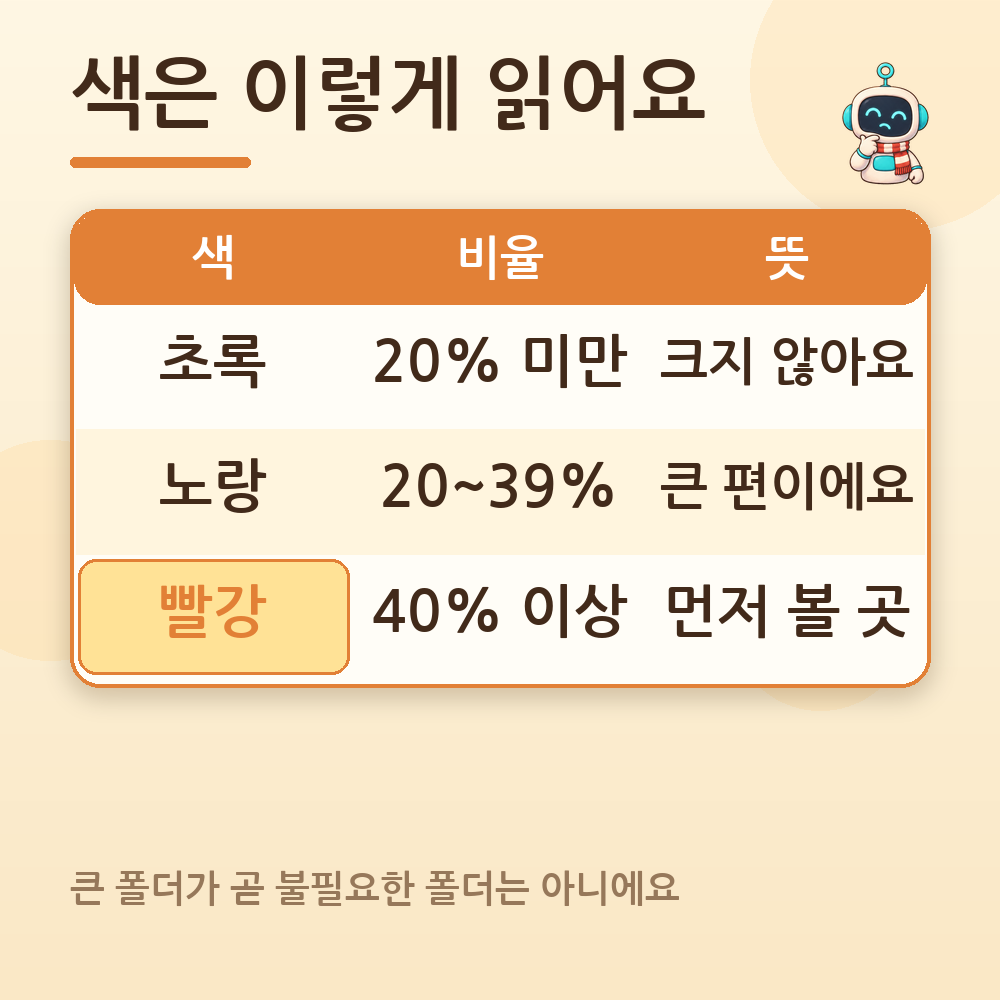 색은 이렇게 읽어요
색 비율 뜻
초록 20% 미만 크지 않아요
노랑 20~39% 큰 편이에요
빨강 40% 이상 먼저 볼 곳
큰 폴더가 곧 불필요한 폴더는 아니에요